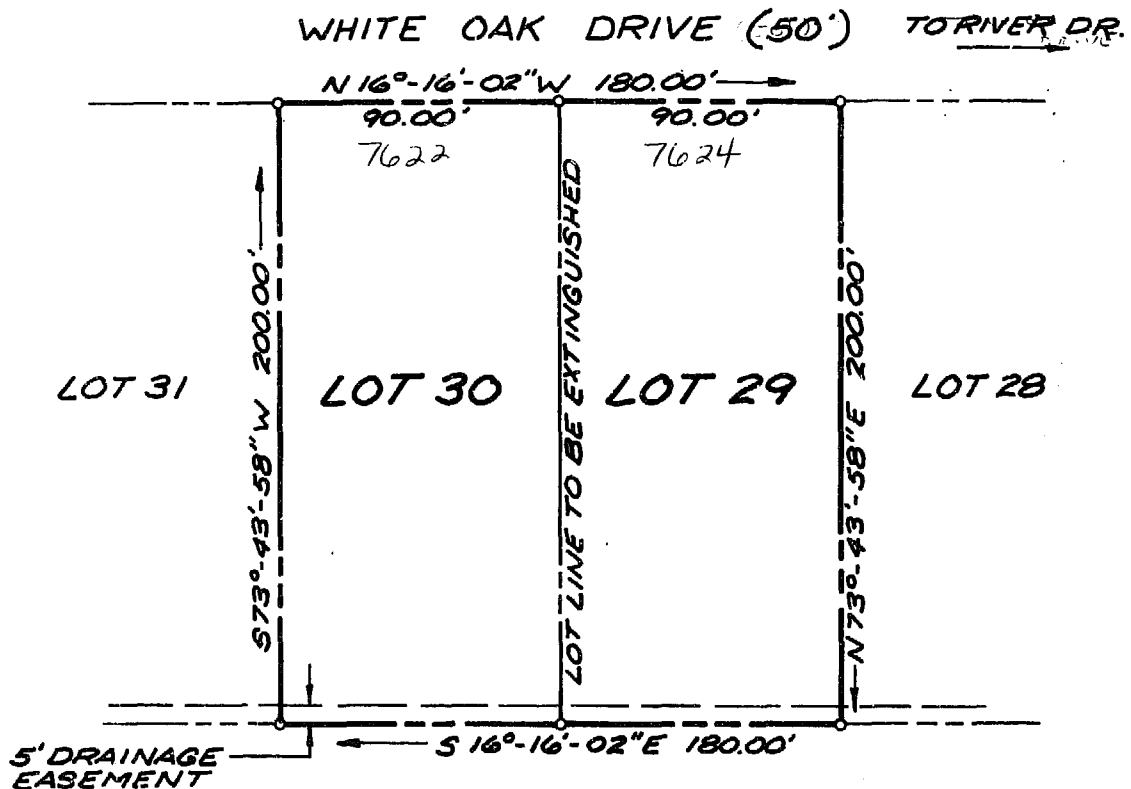 WHITE OAK DRIVE (50') TO RIVER DR.
N 16°-16'-02"W 180.00'
90.00' 90.00'
7622 7624
S73°-43'-58"W 200.00'
LOT LINE TO BE EXTINGUISHED
N73°-43'-58"E 200.00'
LOT 31 LOT 30 LOT 29 LOT 28
S 16°-16'-02"E 180.00'
5' DRAINAGE
EASEMENT